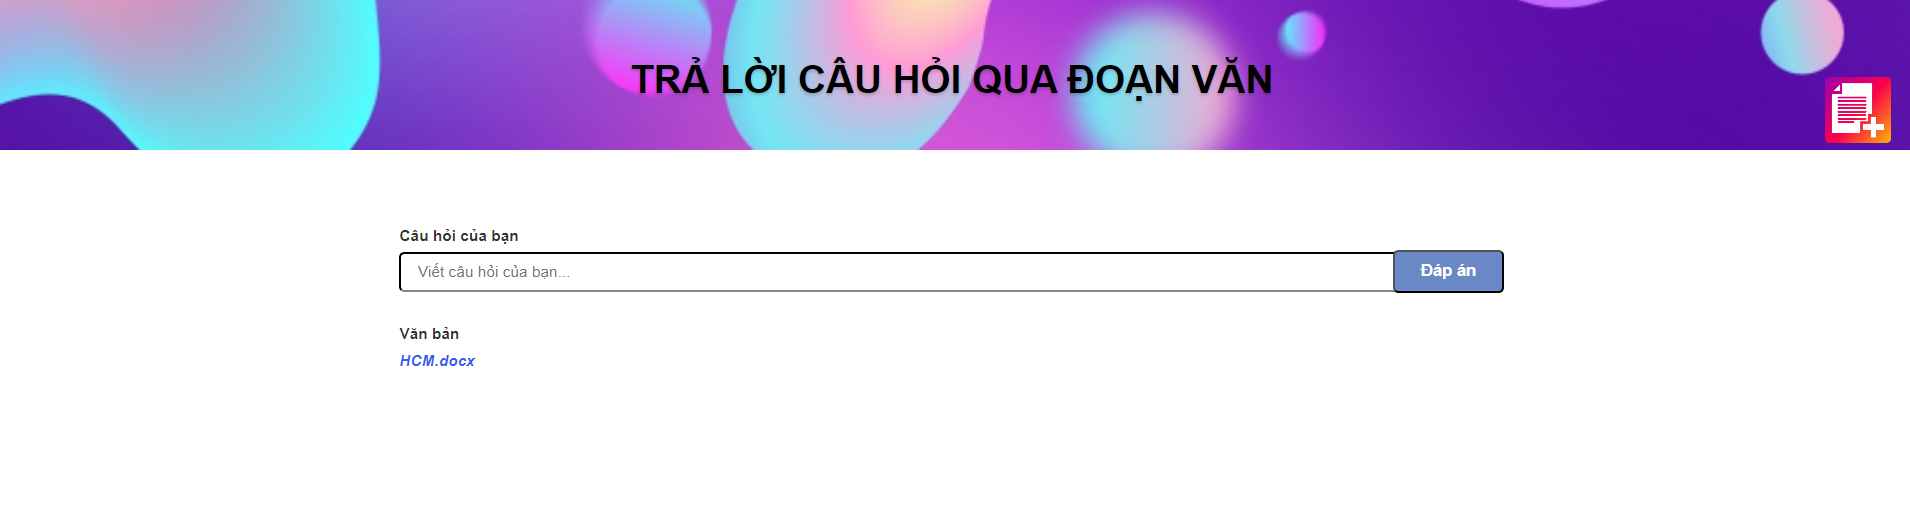 TRẢ LỜI CÂU HỎI QUA ĐOẠN VĂN
Câu hỏi của bạn
Viết câu hỏi của bạn...
Đáp án
Văn bản
HCM.docx